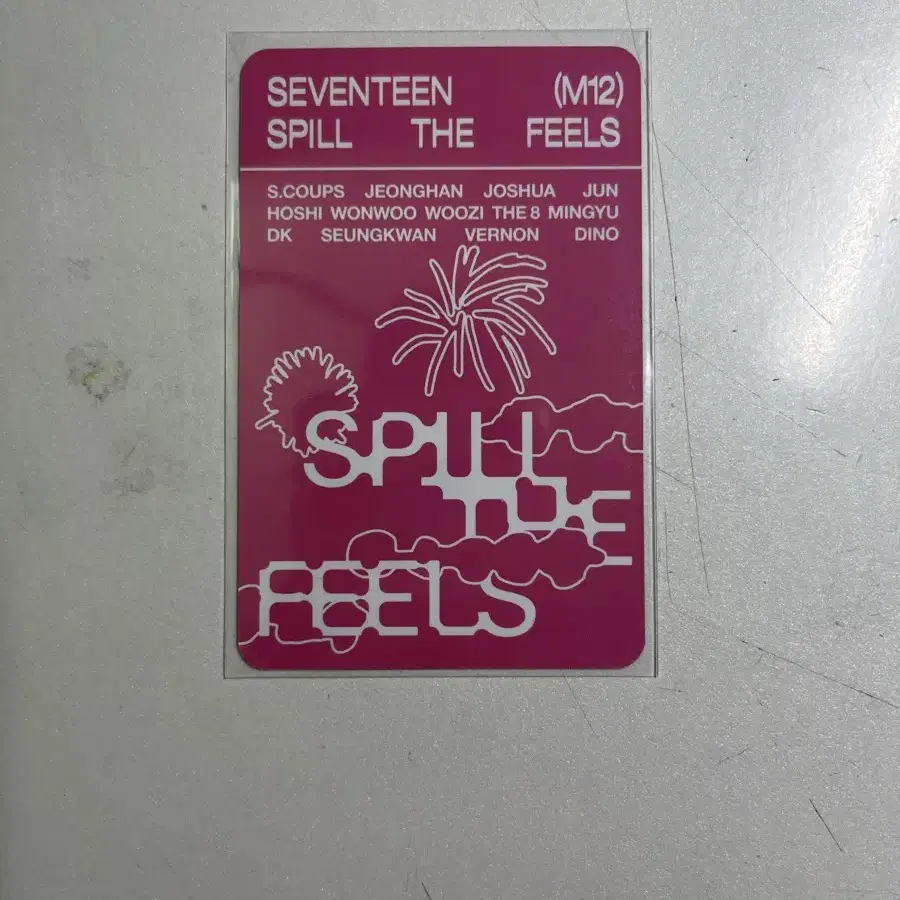 SEVENTEEN (M12)
SPILL THE FEELS
S.COUPS JEONGHAN JOSHUA JUN
HOSHI WONWOO WOOZI THE 8 MINGYU
DK SEUNGKWAN VERNON DINO
SPILL
THE
FEELS